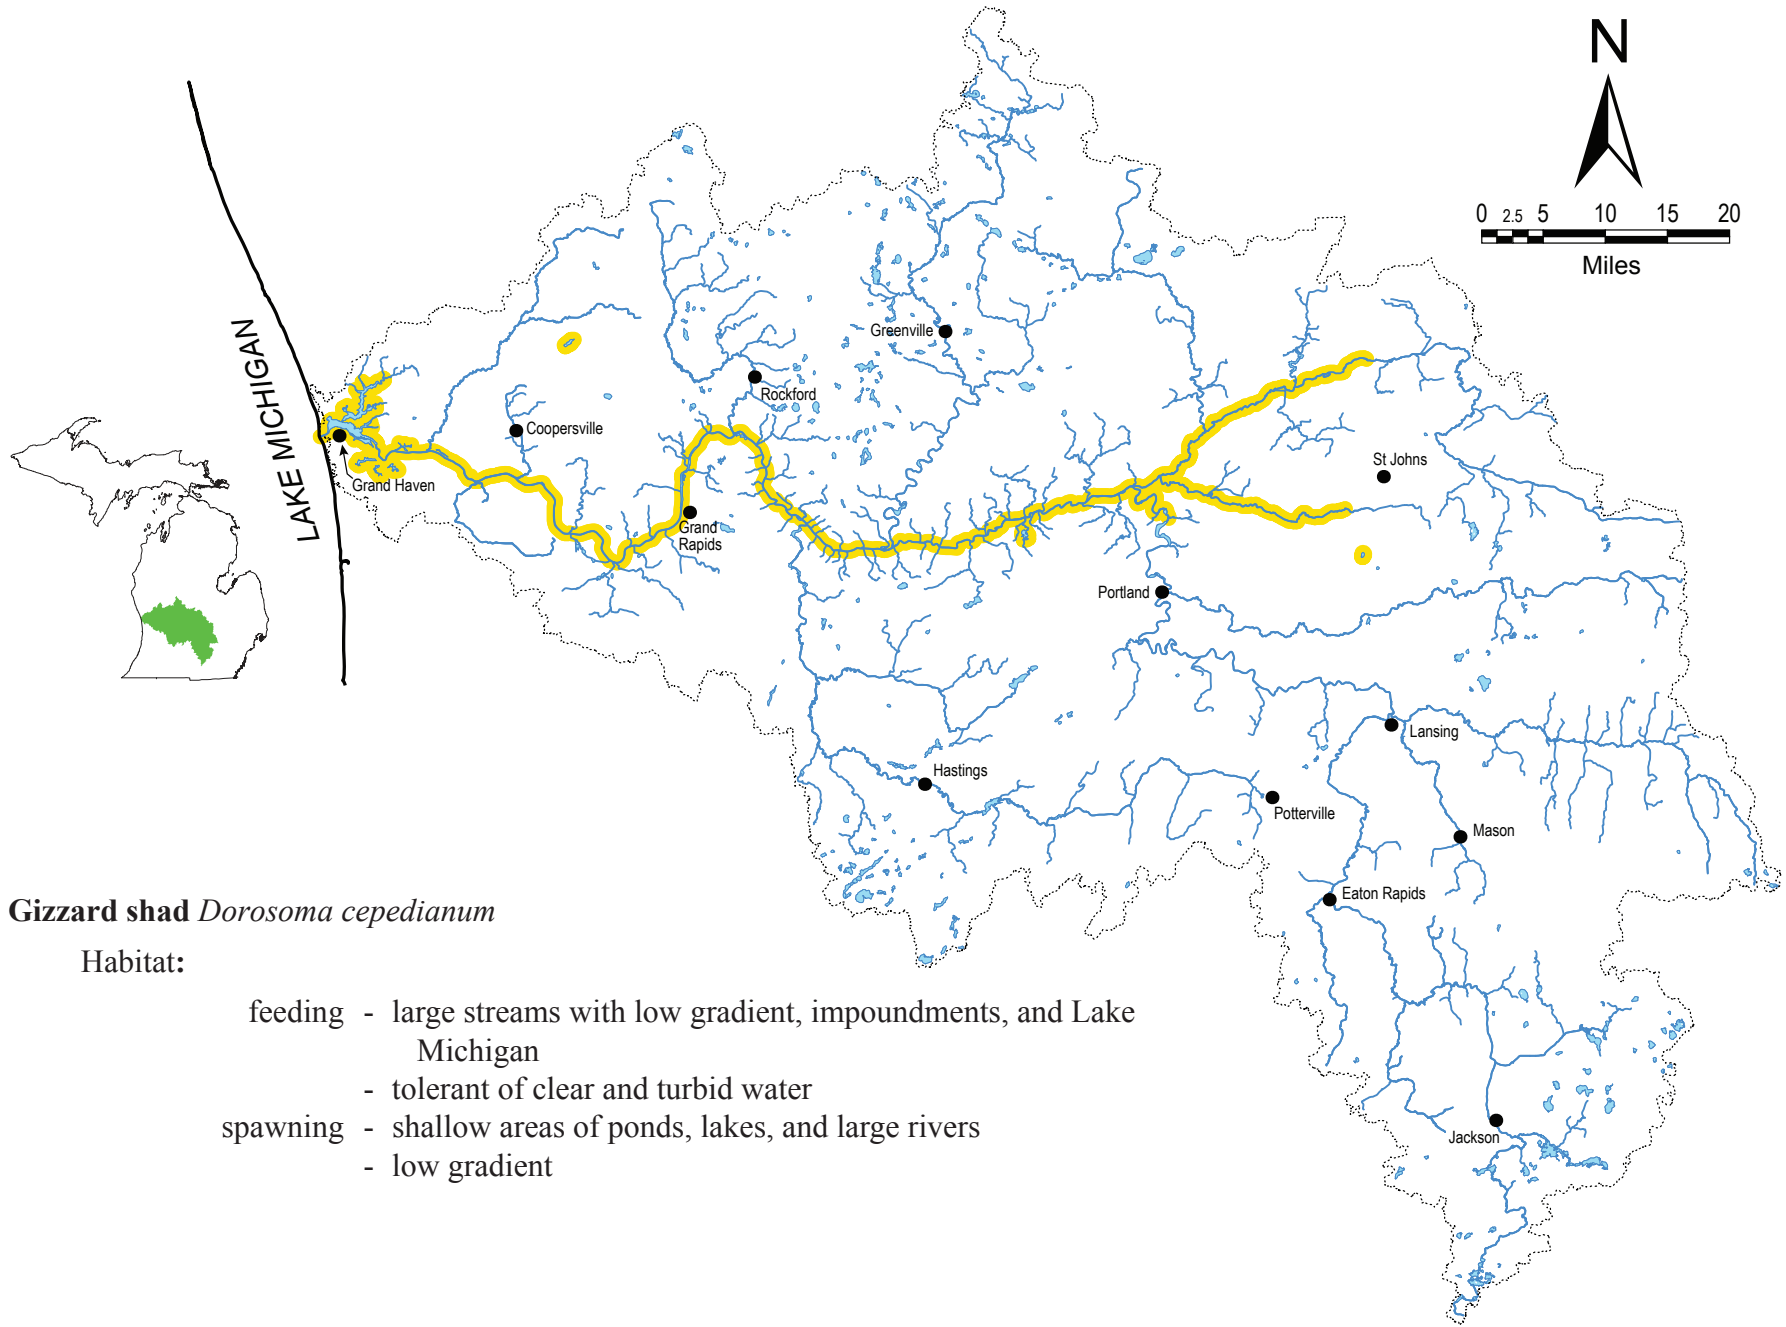 N
0 2.5 5 10 15 20
Miles
LAKE MICHIGAN
Greenville
Rockford
Coopersville
Grand Haven
St Johns
Grand
Rapids
Portland
Lansing
Hastings
Potterville
Mason
Eaton Rapids
Jackson
Gizzard shad Dorosoma cepedianum
Habitat:
feeding - large streams with low gradient, impoundments, and Lake
Michigan
- tolerant of clear and turbid water
spawning - shallow areas of ponds, lakes, and large rivers
- low gradient